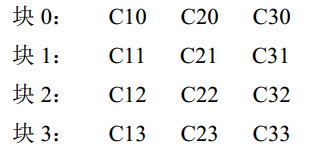 块 0： C10 C20 C30
块 1： C11 C21 C31
块 2： C12 C22 C32
块 3： C13 C23 C33